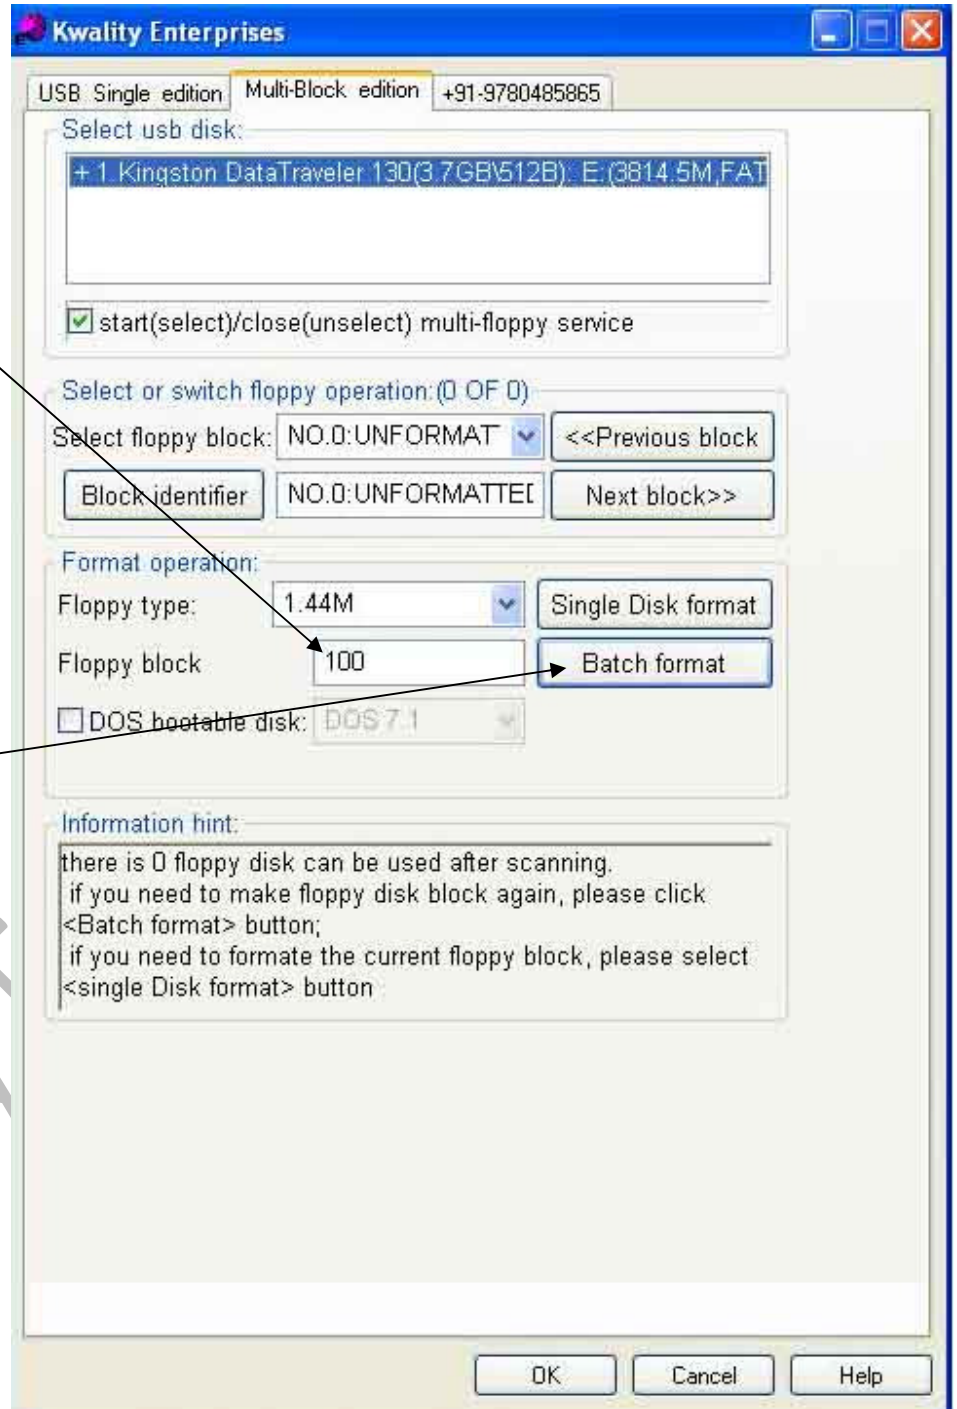 Kwality Enterprises
USB Single edition Multi-Block edition +91-9780485865
Select usb disk:
+ 1 Kingston DataTraveler 130(3.7GB\512B): E:(3814.5M,FAT
start(select)/close(unselect) multi-floppy service
Select or switch floppy operation:(0 OF 0)
Select floppy block: NO.0:UNFORMAT <<Previous block
Block identifier NO.0:UNFORMATTED Next block>>
Format operation:
Floppy type: 1.44M Single Disk format
Floppy block 100 Batch format
DOS bootable disk: DOS 7.1
Information hint:
there is 0 floppy disk can be used after scanning.
if you need to make floppy disk block again, please click
<Batch format> button;
if you need to formate the current floppy block, please select
<single Disk format> button
OK Cancel Help